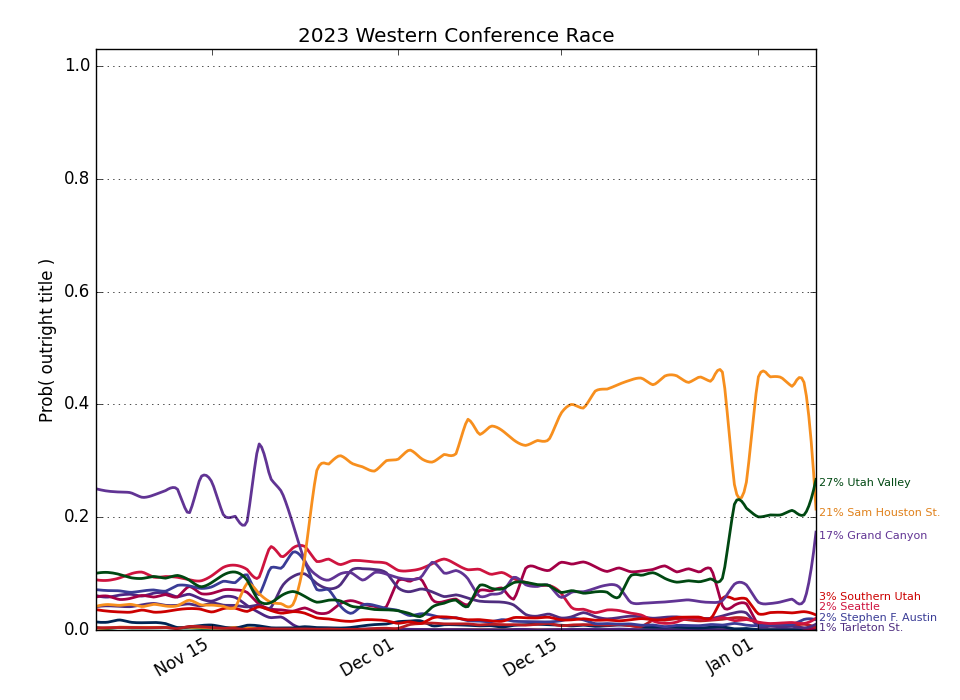 2023 Western Conference Race
Prob( outright title )
1.0
0.8
0.6
0.4
0.2
0.0
27% Utah Valley
21% Sam Houston St.
17% Grand Canyon
3% Southern Utah
2% Seattle
2% Stephen F. Austin
1% Tarleton St.
Nov 15
Dec 01
Dec 15
Jan 01